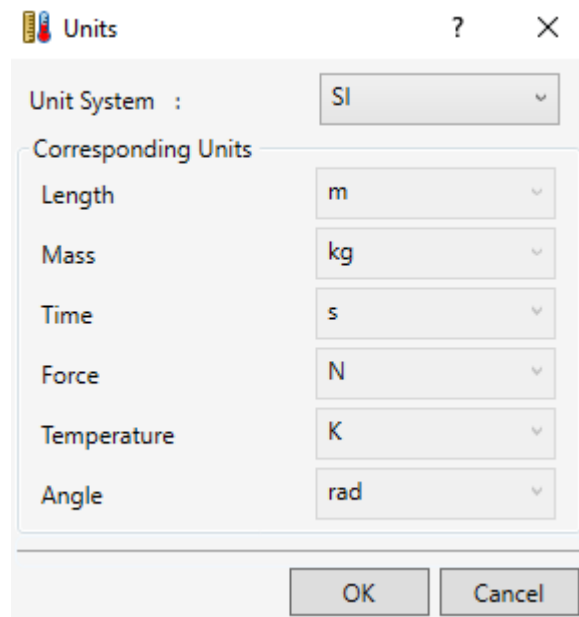 Units ?
Unit System : SI
Corresponding Units
Length m
Mass kg
Time s
Force N
Temperature K
Angle rad
OK Cancel